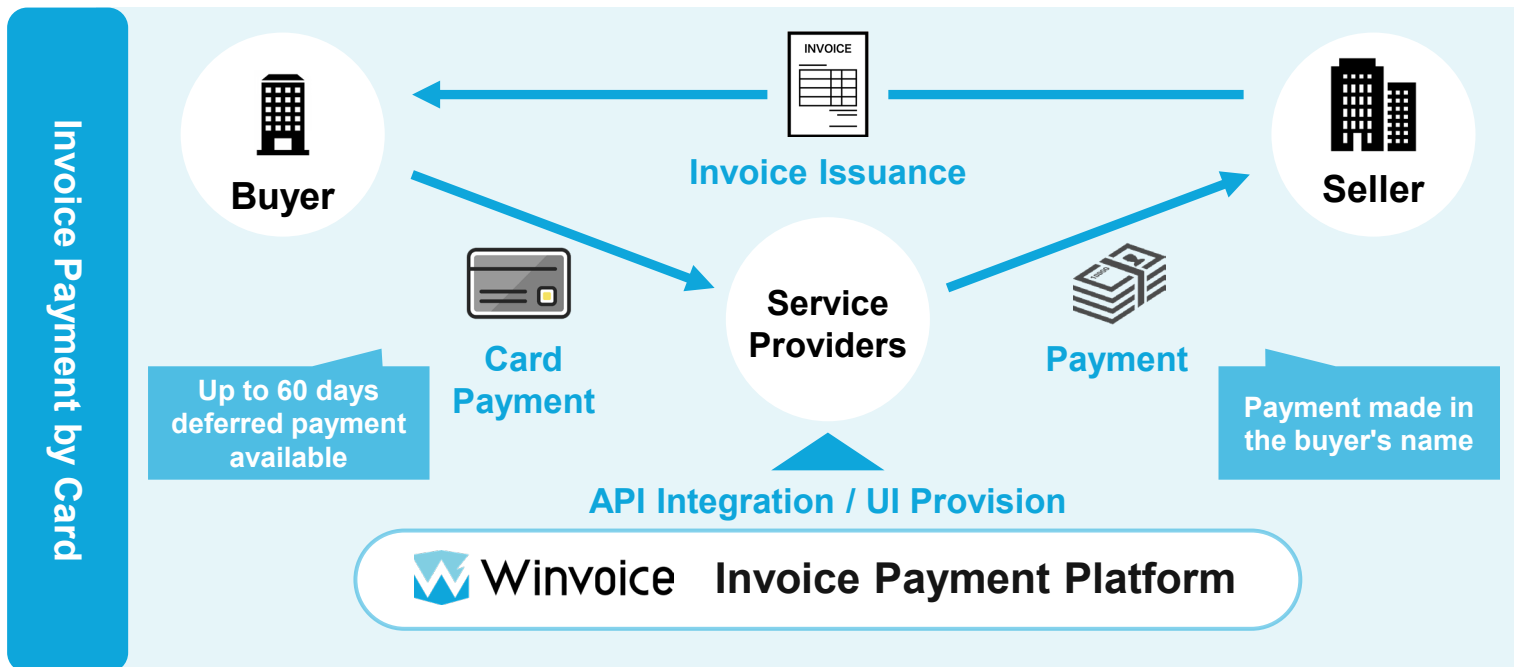 Invoice Payment by Card
INVOICE
Buyer
Invoice Issuance
Seller
Service
Providers
10000
Card
Payment
Payment
Up to 60 days
deferred payment
available
Payment made in
the buyer's name
API Integration / UI Provision
Winvoice Invoice Payment Platform